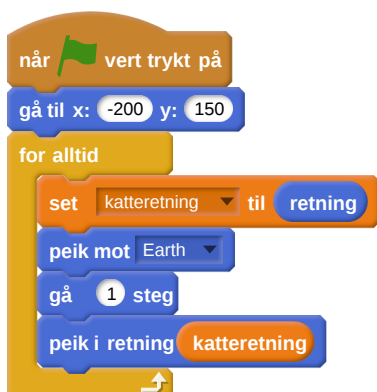 når vert trykt på
gå til x: -200 y: 150
for alltid
set katteretning til retning
peik mot Earth
gå 1 steg
peik i retning katteretning